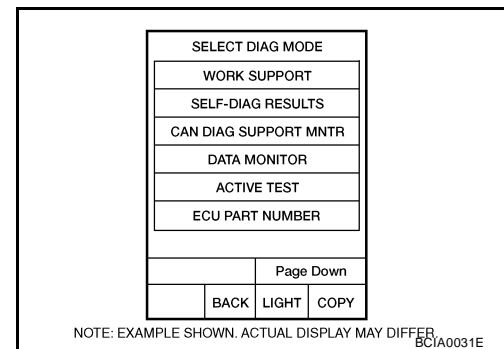 SELECT DIAG MODE
WORK SUPPORT
SELF-DIAG RESULTS
CAN DIAG SUPPORT MNTR
DATA MONITOR
ACTIVE TEST
ECU PART NUMBER
Page Down
BACK LIGHT COPY
NOTE: EXAMPLE SHOWN. ACTUAL DISPLAY MAY DIFFER.
BCIA0031E